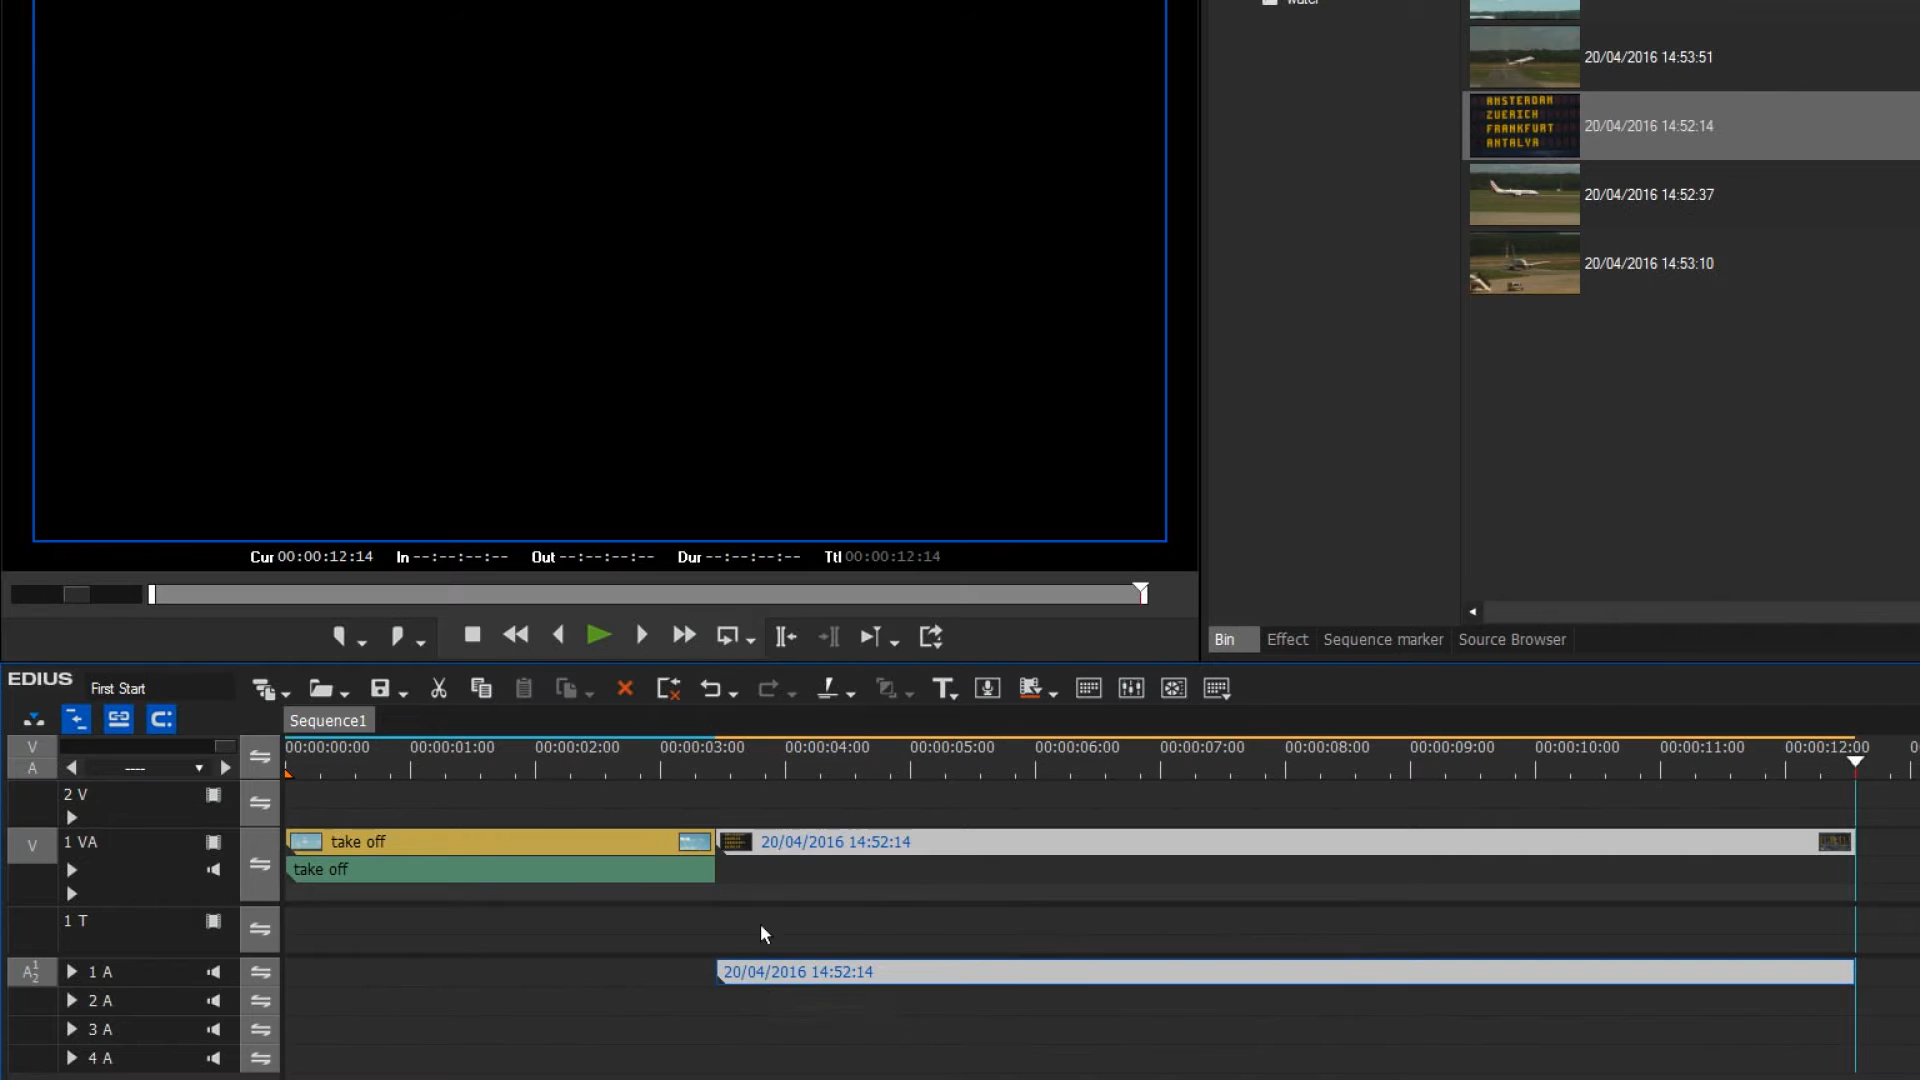 20/04/2016 14:53:51
AMSTERDAM
ZUERICH
FRANKFURT
ANTALYA
20/04/2016 14:52:14
20/04/2016 14:52:37
20/04/2016 14:53:10
Cur 00:00:12:14 In --:--:--:-- Out --:--:--:-- Dur --:--:--:-- Ttl 00:00:12:14
Bin Effect Sequence marker Source Browser
EDIUS First Start
Sequence1
V 00:00:00:00 00:00:01:00 00:00:02:00 00:00:03:00 00:00:04:00 00:00:05:00 00:00:06:00 00:00:07:00 00:00:08:00 00:00:09:00 00:00:10:00 00:00:11:00 00:00:12:00
A ----
2 V
V 1 VA take off 20/04/2016 14:52:14
take off
1 T
A 1 2 1 A 20/04/2016 14:52:14
2 A
3 A
4 A